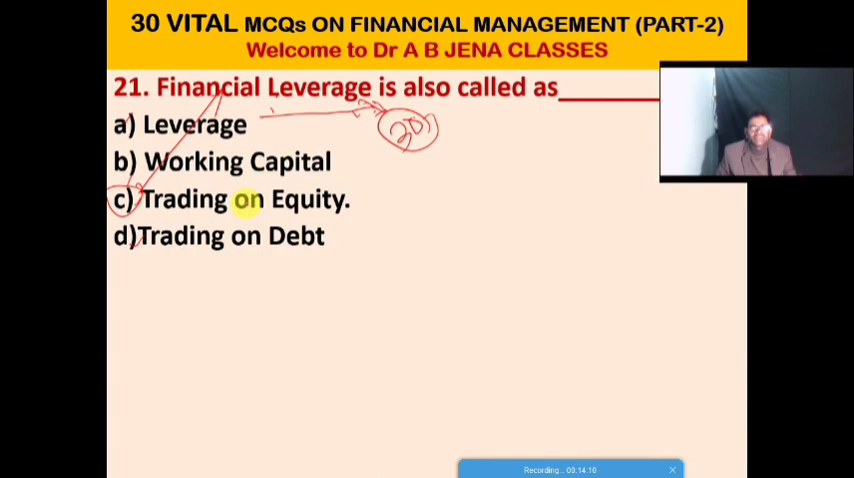 30 VITAL MCQs ON FINANCIAL MANAGEMENT (PART-2)
Welcome to Dr A B JENA CLASSES
21. Financial Leverage is also called as__________
a) Leverage
b) Working Capital
c) Trading on Equity.
d)Trading on Debt
Recording... 00:14:10